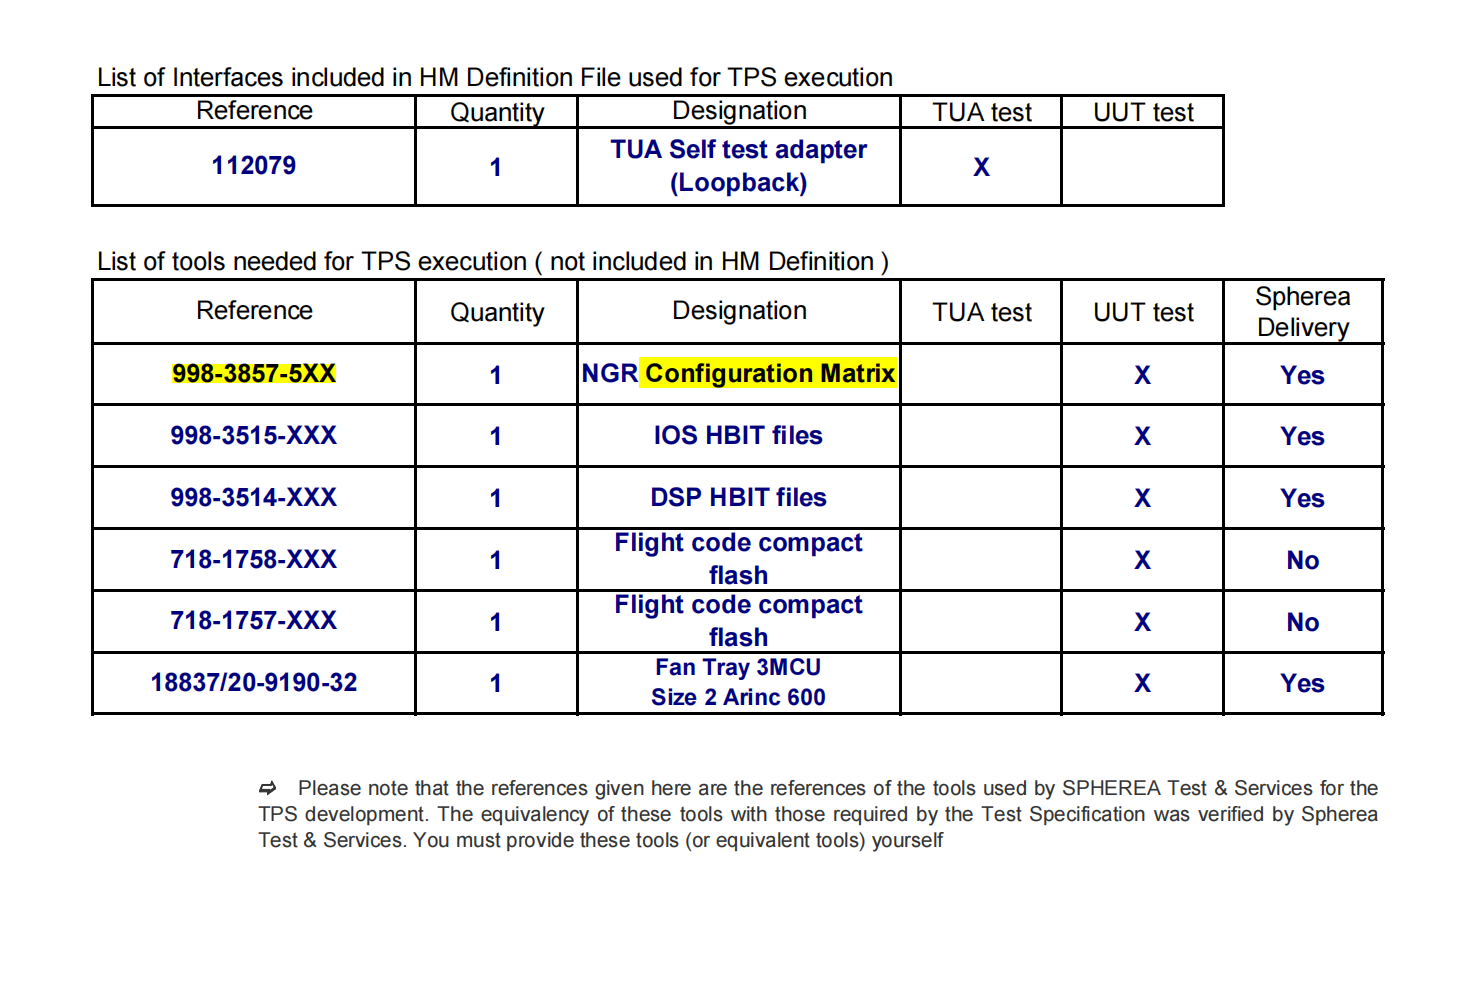 List of Interfaces included in HM Definition File used for TPS execution
Reference Quantity Designation TUA test UUT test
112079 1 TUA Self test adapter (Loopback) X
List of tools needed for TPS execution ( not included in HM Definition )
Reference Quantity Designation TUA test UUT test Spherea Delivery
998-3857-5XX 1 NGR Configuration Matrix X Yes
998-3515-XXX 1 IOS HBIT files X Yes
998-3514-XXX 1 DSP HBIT files X Yes
718-1758-XXX 1 Flight code compact flash X No
718-1757-XXX 1 Flight code compact flash X No
18837/20-9190-32 1 Fan Tray 3MCU Size 2 Arinc 600 X Yes
⇨ Please note that the references given here are the references of the tools used by SPHEREA Test & Services for the
TPS development. The equivalency of these tools with those required by the Test Specification was verified by Spherea
Test & Services. You must provide these tools (or equivalent tools) yourself